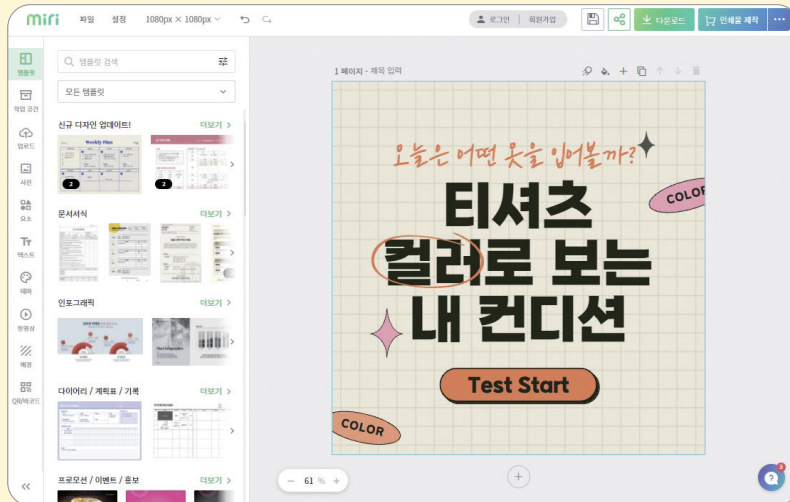 miri 파일 설정 1080px × 1080px 로그인 회원가입 다운로드 인쇄물 제작
템플릿
작업 공간
업로드
사진
요소
텍스트
테마
동영상
배경
QR/바코드
템플릿 검색
모든 템플릿
신규 디자인 업데이트! 더보기
Weekly Plan
2
2
문서서식 더보기
인포그래픽 더보기
다이어리 / 계획표 / 기록 더보기
프로모션 / 이벤트 / 홍보 더보기
1 페이지 - 제목 입력
오늘은 어떤 옷을 입어볼까?
COLOR
티셔츠
컬러로 보는
내 컨디션
Test Start
COLOR
61 %
3